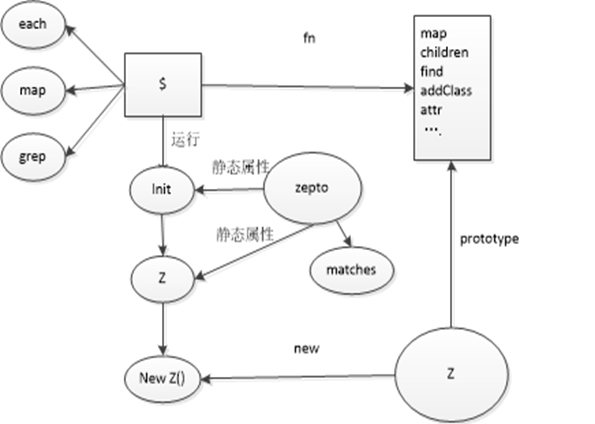 each
fn
map
children
find
addClass
attr
….
$
map
grep
运行
静态属性
Init
zepto
静态属性
prototype
Z
matches
new
New Z()
Z